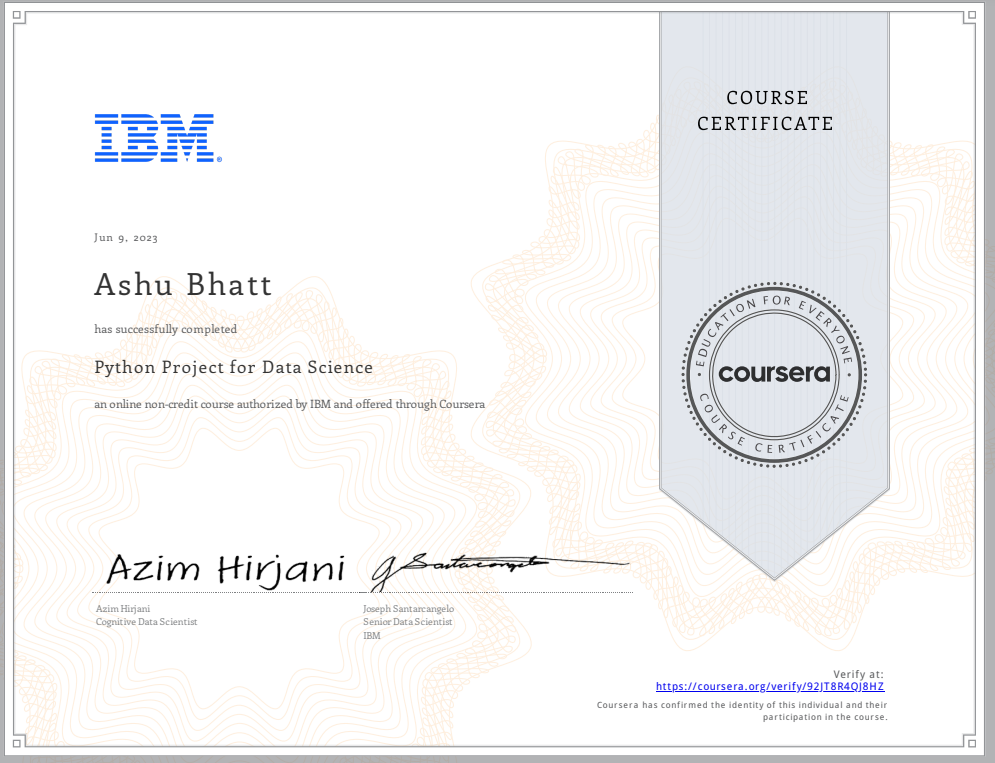 COURSE
CERTIFICATE
IBM®
Jun 9, 2023
Ashu Bhatt
has successfully completed
Python Project for Data Science
an online non-credit course authorized by IBM and offered through Coursera
EDUCATION FOR EVERYONE
coursera
COURSE CERTIFICATE
Azim Hirjani
J Santarcangelo
Azim Hirjani
Cognitive Data Scientist
Joseph Santarcangelo
Senior Data Scientist
IBM
Verify at:
https://coursera.org/verify/92JT8R4QJ8HZ
Coursera has confirmed the identity of this individual and their
participation in the course.